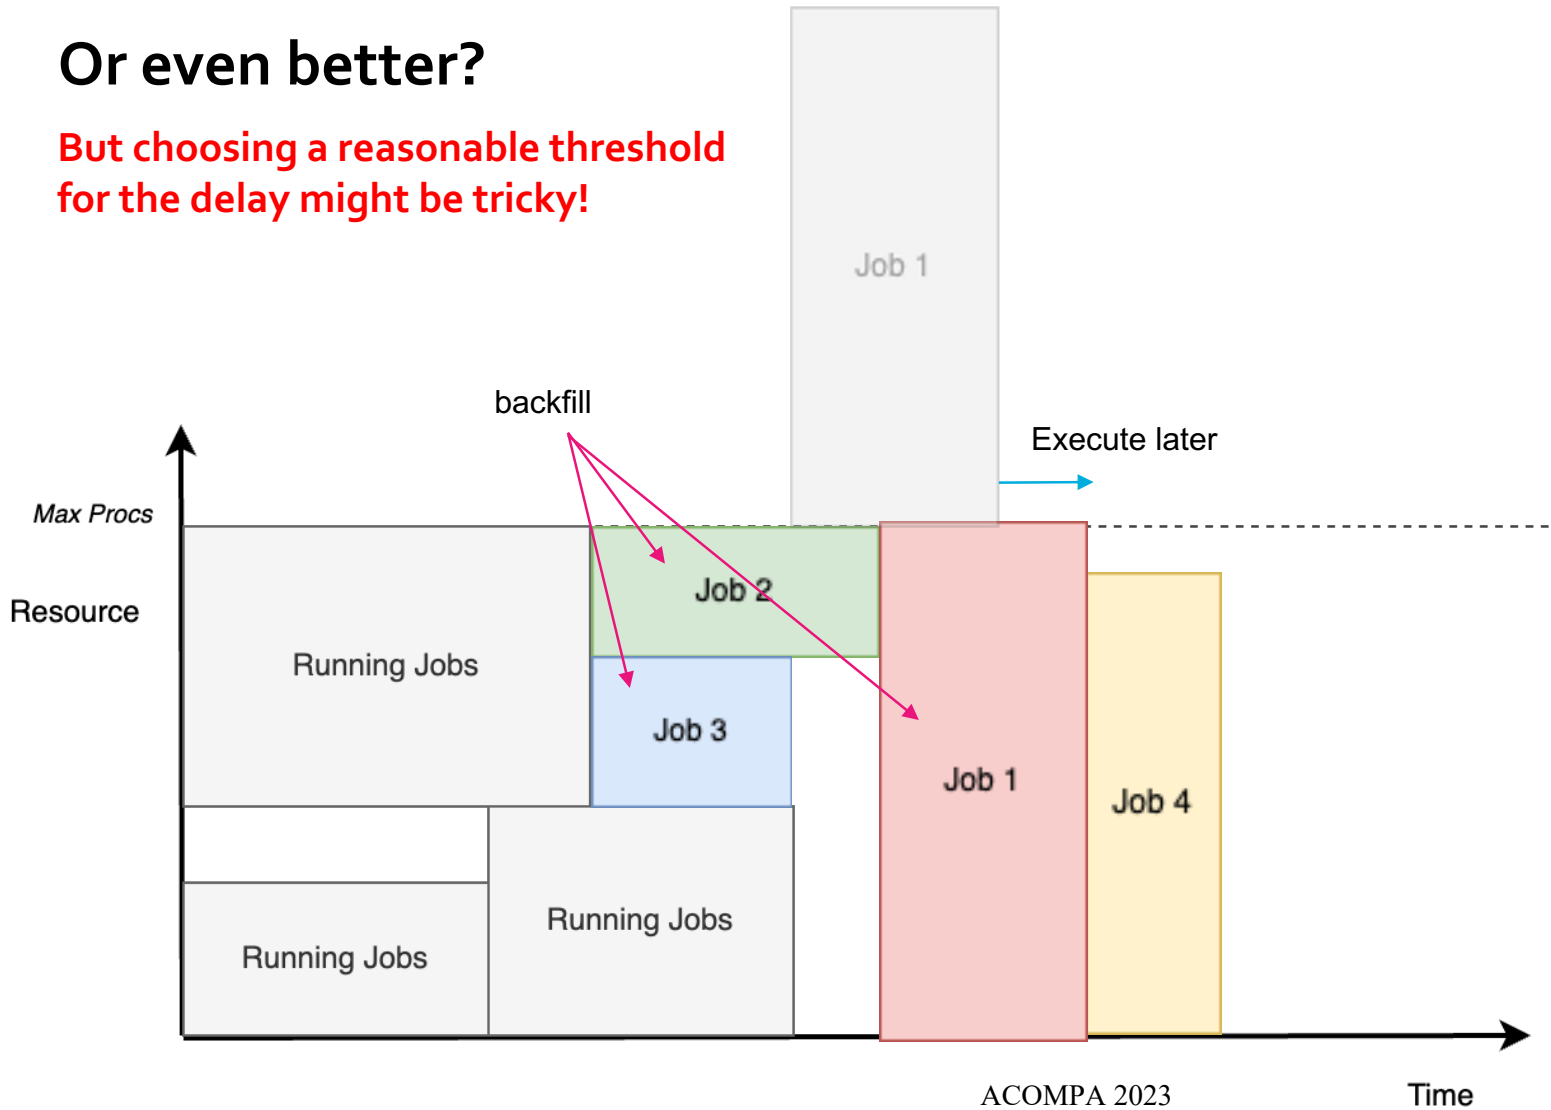 Or even better?
But choosing a reasonable threshold
for the delay might be tricky!
Job 1
backfill
Execute later
Max Procs
Resource
Job 2
Running Jobs
Job 3
Job 1
Job 4
Running Jobs
Running Jobs
ACOMPA 2023
Time